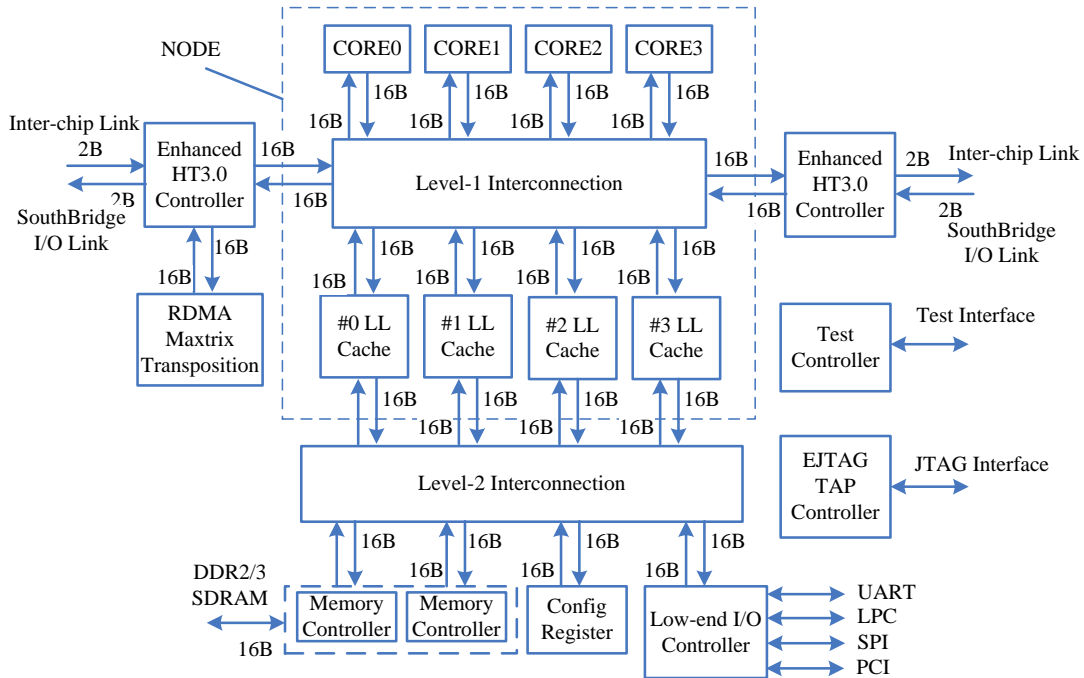 NODE
CORE0
CORE1
CORE2
CORE3
16B
16B
16B
16B
16B
16B
16B
16B
Inter-chip Link
2B
Enhanced
HT3.0
Controller
16B
16B
2B
SouthBridge
I/O Link
Level-1 Interconnection
16B
16B
Enhanced
HT3.0
Controller
2B
Inter-chip Link
2B
SouthBridge
I/O Link
16B
16B
RDMA
Maxtrix
Transposition
16B
16B
16B
16B
16B
16B
16B
16B
#0 LL
Cache
#1 LL
Cache
#2 LL
Cache
#3 LL
Cache
Test
Controller
Test Interface
16B
16B
16B
16B
16B
16B
16B
16B
Level-2 Interconnection
EJTAG
TAP
Controller
JTAG Interface
16B
16B
16B
16B
16B
16B
16B
DDR2/3
SDRAM
16B
Memory
Controller
Memory
Controller
Config
Register
Low-end I/O
Controller
UART
LPC
SPI
PCI